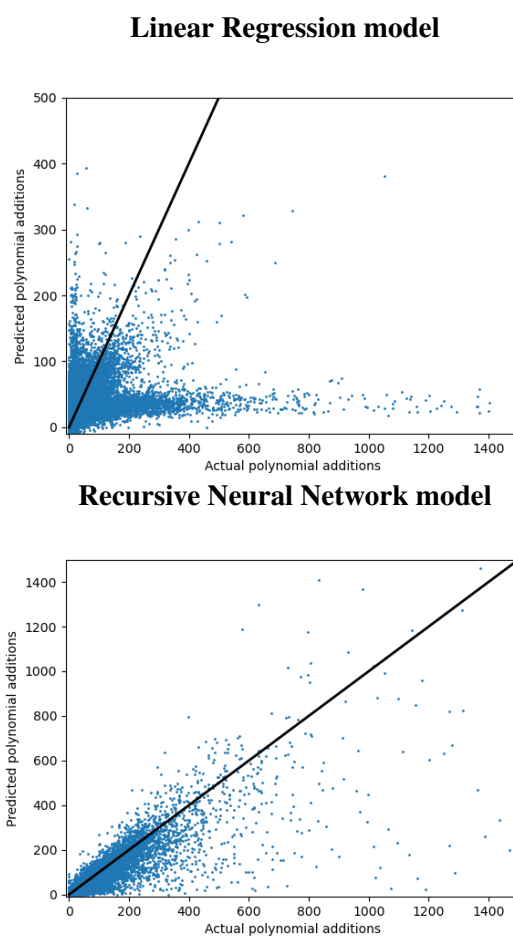 Linear Regression model
500
400
300
200
100
0
Predicted polynomial additions
0 200 400 600 800 1000 1200 1400
Actual polynomial additions
Recursive Neural Network model
1400
1200
1000
800
600
400
200
0
Predicted polynomial additions
0 200 400 600 800 1000 1200 1400
Actual polynomial additions